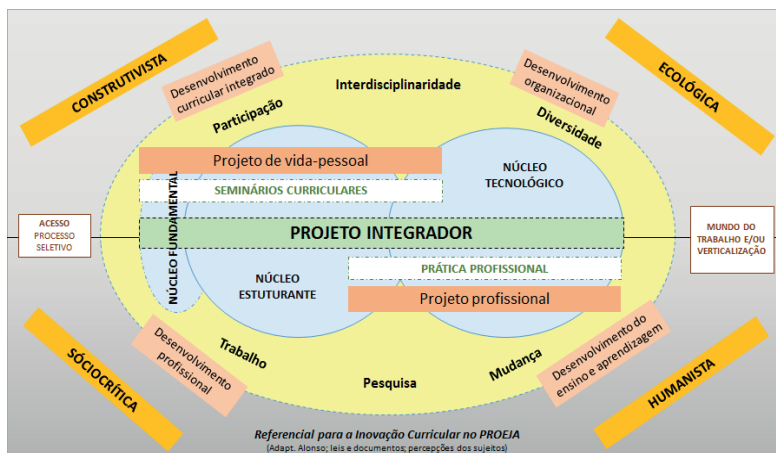 CONSTRUTIVISTA
Desenvolvimento
curricular integrado
Interdisciplinaridade
Desenvolvimento
organizacional
ECOLÓGICA
Participação
Diversidade
Projeto de vida-pessoal
SEMINÁRIOS CURRICULARES
NÚCLEO
TECNOLÓGICO
NÚCLEO FUNDAMENTAL
ACESSO
PROCESSO
SELETIVO
PROJETO INTEGRADOR
MUNDO DO
TRABALHO E/OU
VERTICALIZAÇÃO
NÚCLEO
ESTUTURANTE
PRÁTICA PROFISSIONAL
Projeto profissional
SÓCIOCRÍTICA
Desenvolvimento
profissional
Trabalho
Pesquisa
Mudança
Desenvolvimento do
ensino e aprendizagem
HUMANISTA
Referencial para a Inovação Curricular no PROEJA
(Adapt. Alonso; leis e documentos; percepções dos sujeitos)